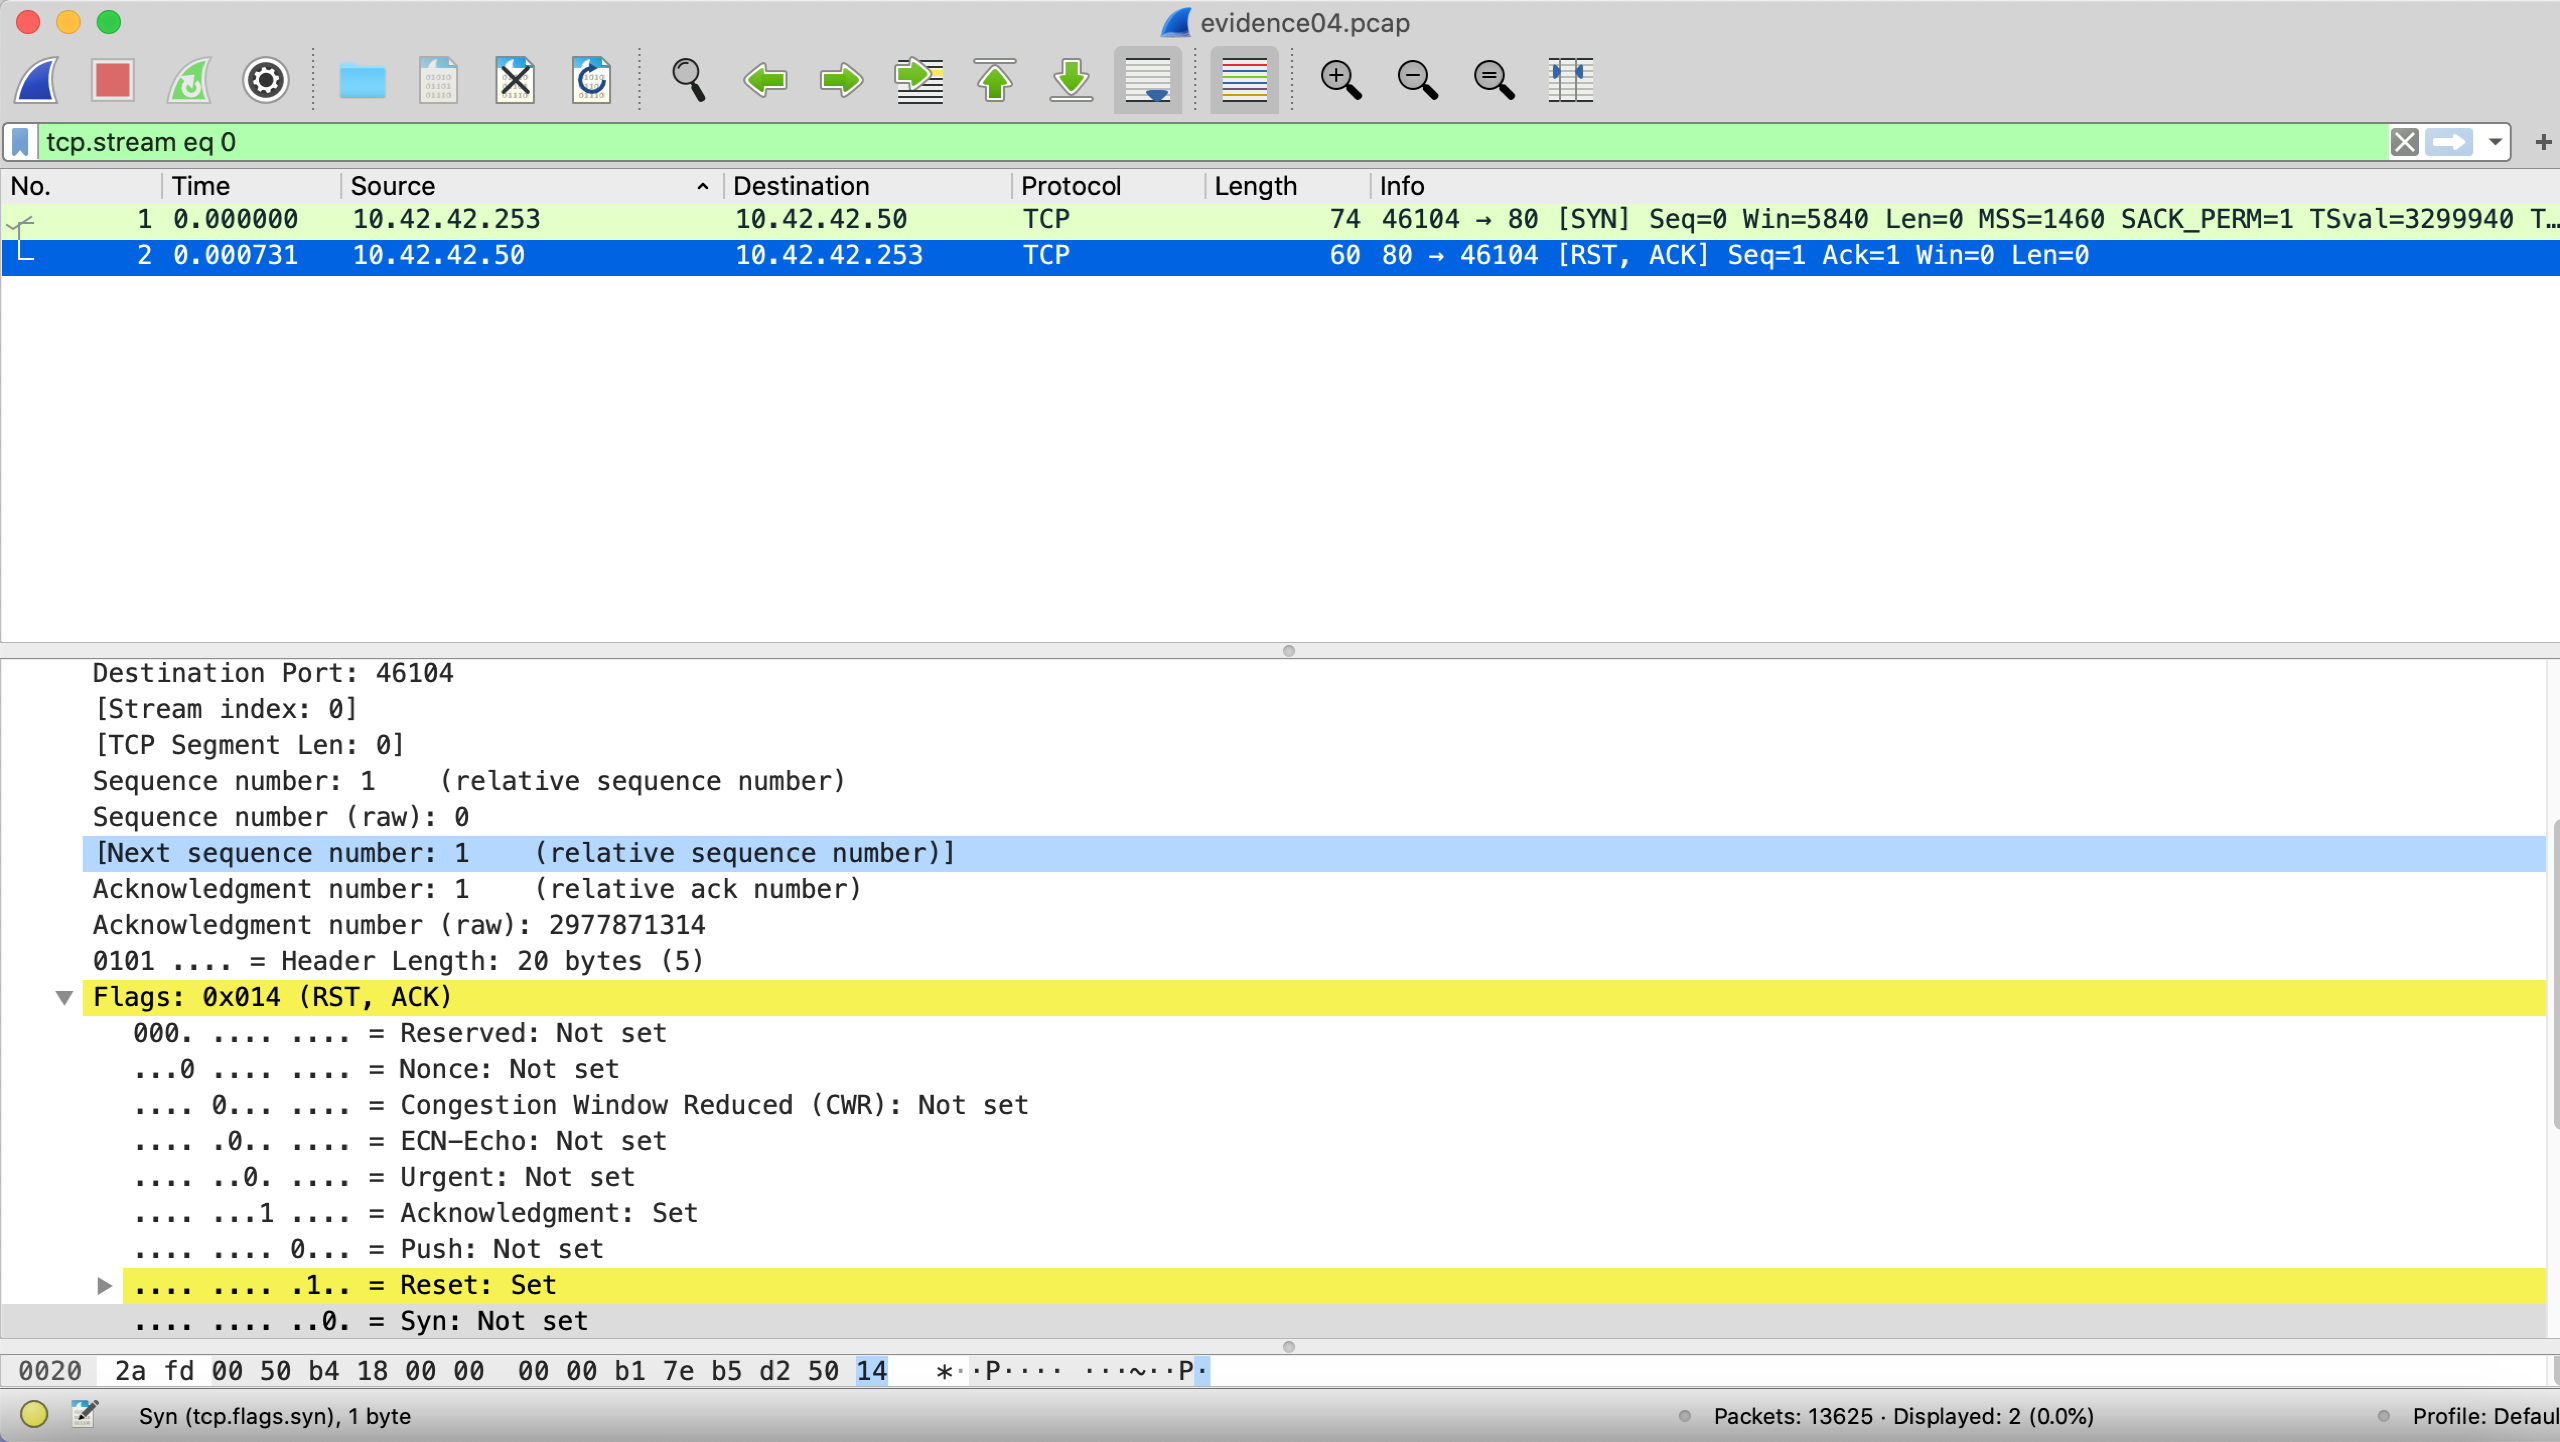 evidence04.pcap
tcp.stream eq 0
No. Time Source Destination Protocol Length Info
1 0.000000 10.42.42.253 10.42.42.50 TCP 74 46104 → 80 [SYN] Seq=0 Win=5840 Len=0 MSS=1460 SACK_PERM=1 TSval=3299940 T…
2 0.000731 10.42.42.50 10.42.42.253 TCP 60 80 → 46104 [RST, ACK] Seq=1 Ack=1 Win=0 Len=0
Destination Port: 46104
[Stream index: 0]
[TCP Segment Len: 0]
Sequence number: 1    (relative sequence number)
Sequence number (raw): 0
[Next sequence number: 1    (relative sequence number)]
Acknowledgment number: 1    (relative ack number)
Acknowledgment number (raw): 2977871314
0101 .... = Header Length: 20 bytes (5)
Flags: 0x014 (RST, ACK)
000. .... .... = Reserved: Not set
...0 .... .... = Nonce: Not set
.... 0... .... = Congestion Window Reduced (CWR): Not set
.... .0.. .... = ECN-Echo: Not set
.... ..0. .... = Urgent: Not set
.... ...1 .... = Acknowledgment: Set
.... .... 0... = Push: Not set
.... .... .1.. = Reset: Set
.... .... ..0. = Syn: Not set
0020 2a fd 00 50 b4 18 00 00  00 00 b1 7e b5 d2 50 14 *··P···· ···~··P·
Syn (tcp.flags.syn), 1 byte Packets: 13625 · Displayed: 2 (0.0%) Profile: Defaul